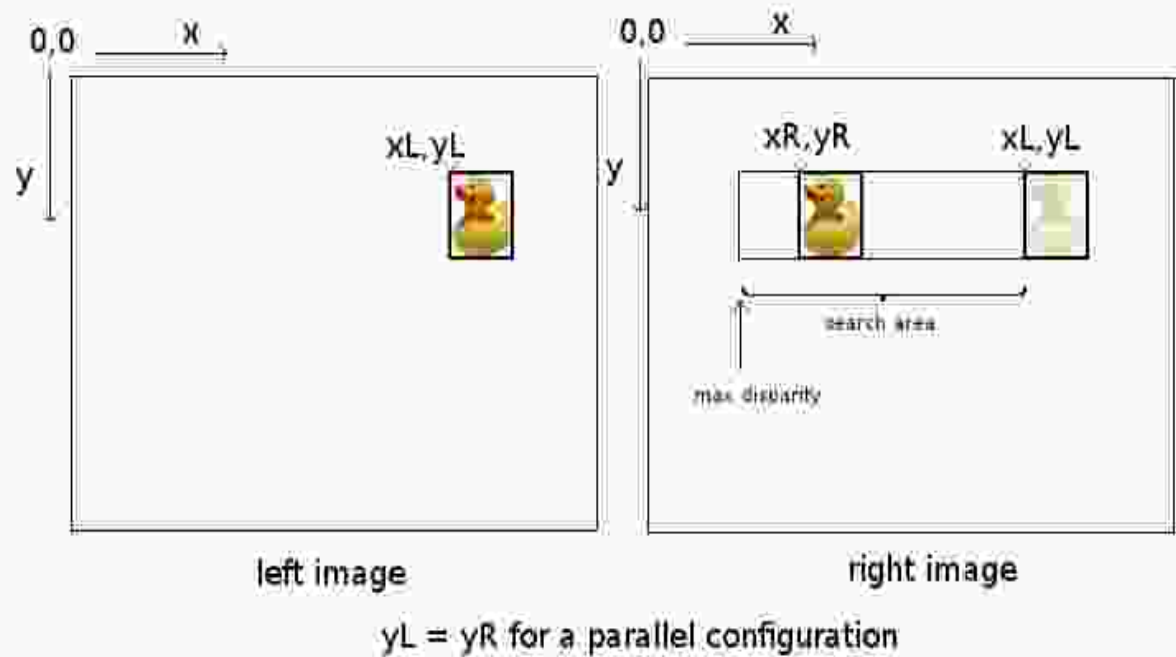 0,0
x
y
xL,yL
left image
0,0
x
y
xR,yR
xL,yL
search area
max disparity
right image
yL = yR for a parallel configuration